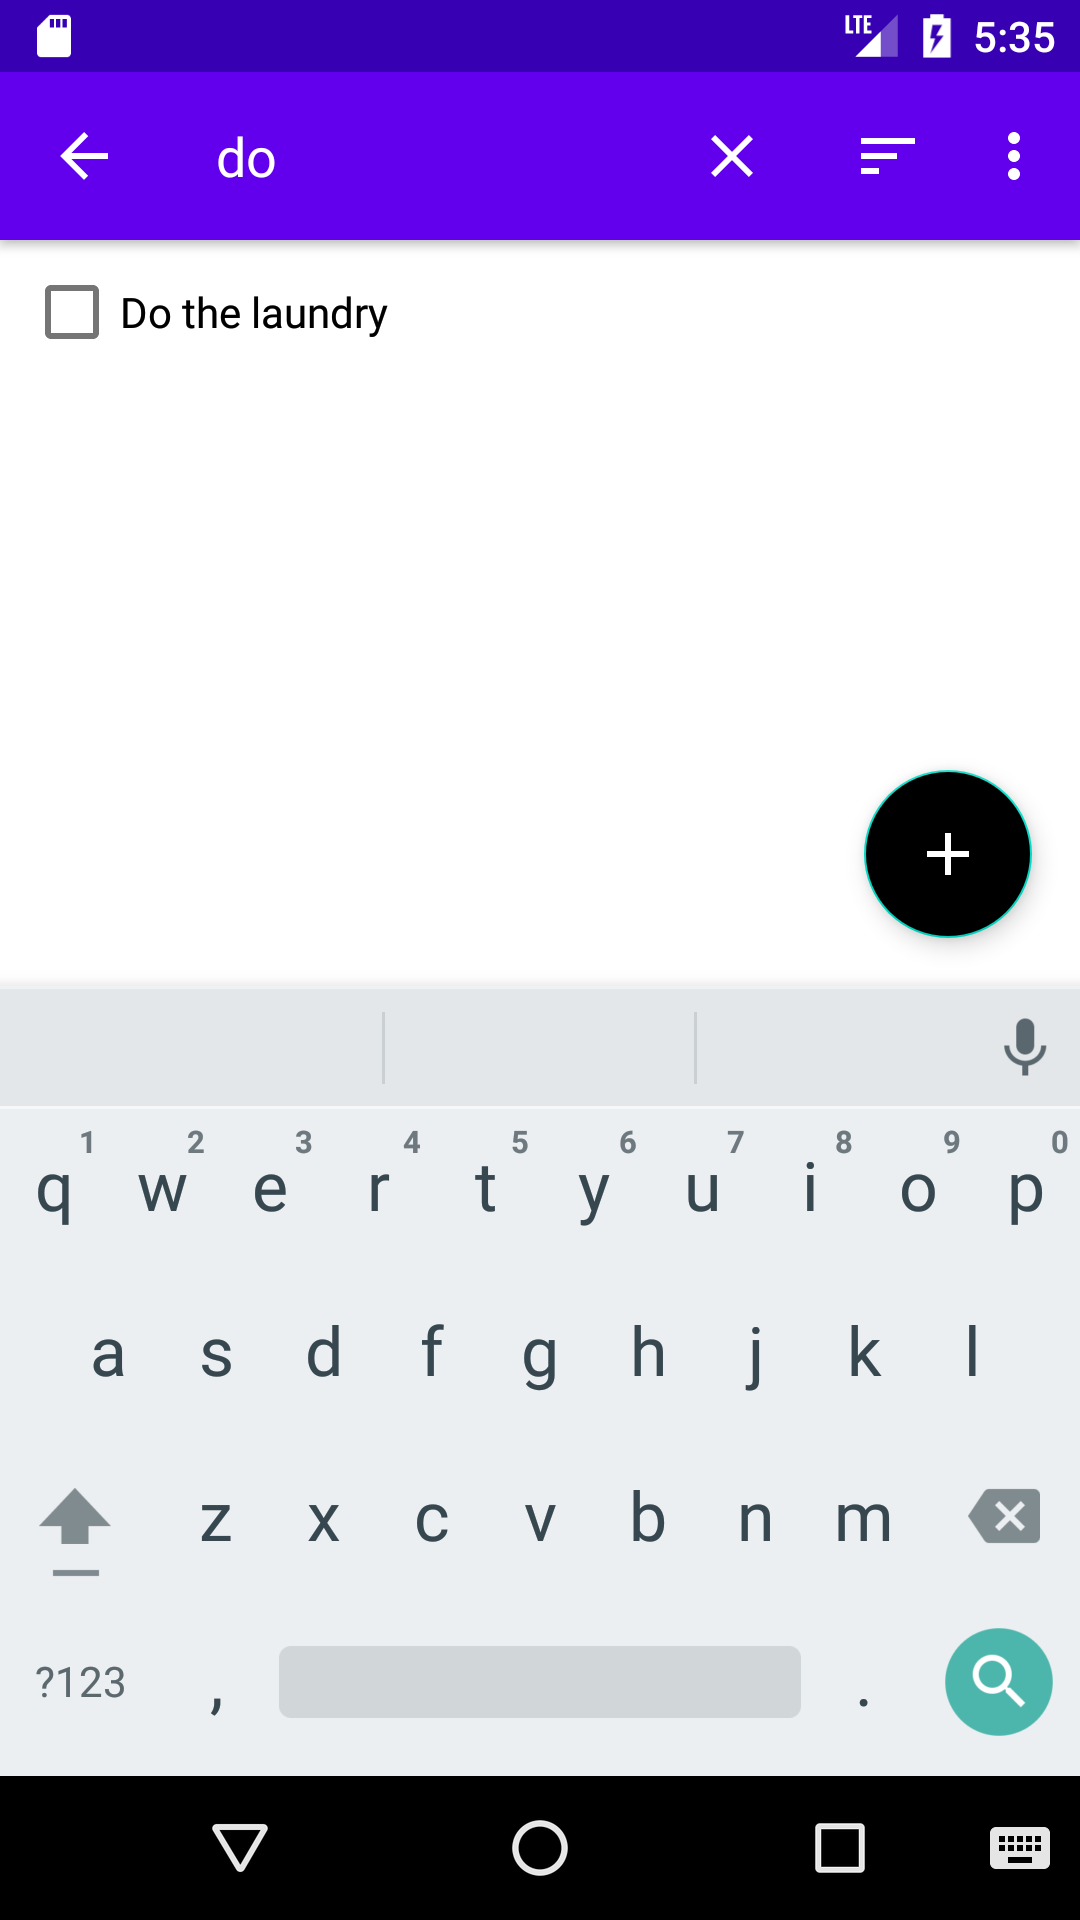 LTE 5:35
do
Do the laundry
1 2 3 4 5 6 7 8 9 0
q w e r t y u i o p
a s d f g h j k l
z x c v b n m
?123 , .